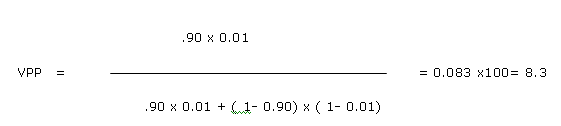 .90 x 0.01
VPP = = 0.083 x100= 8.3
.90 x 0.01 + ( 1- 0.90) x ( 1- 0.01)